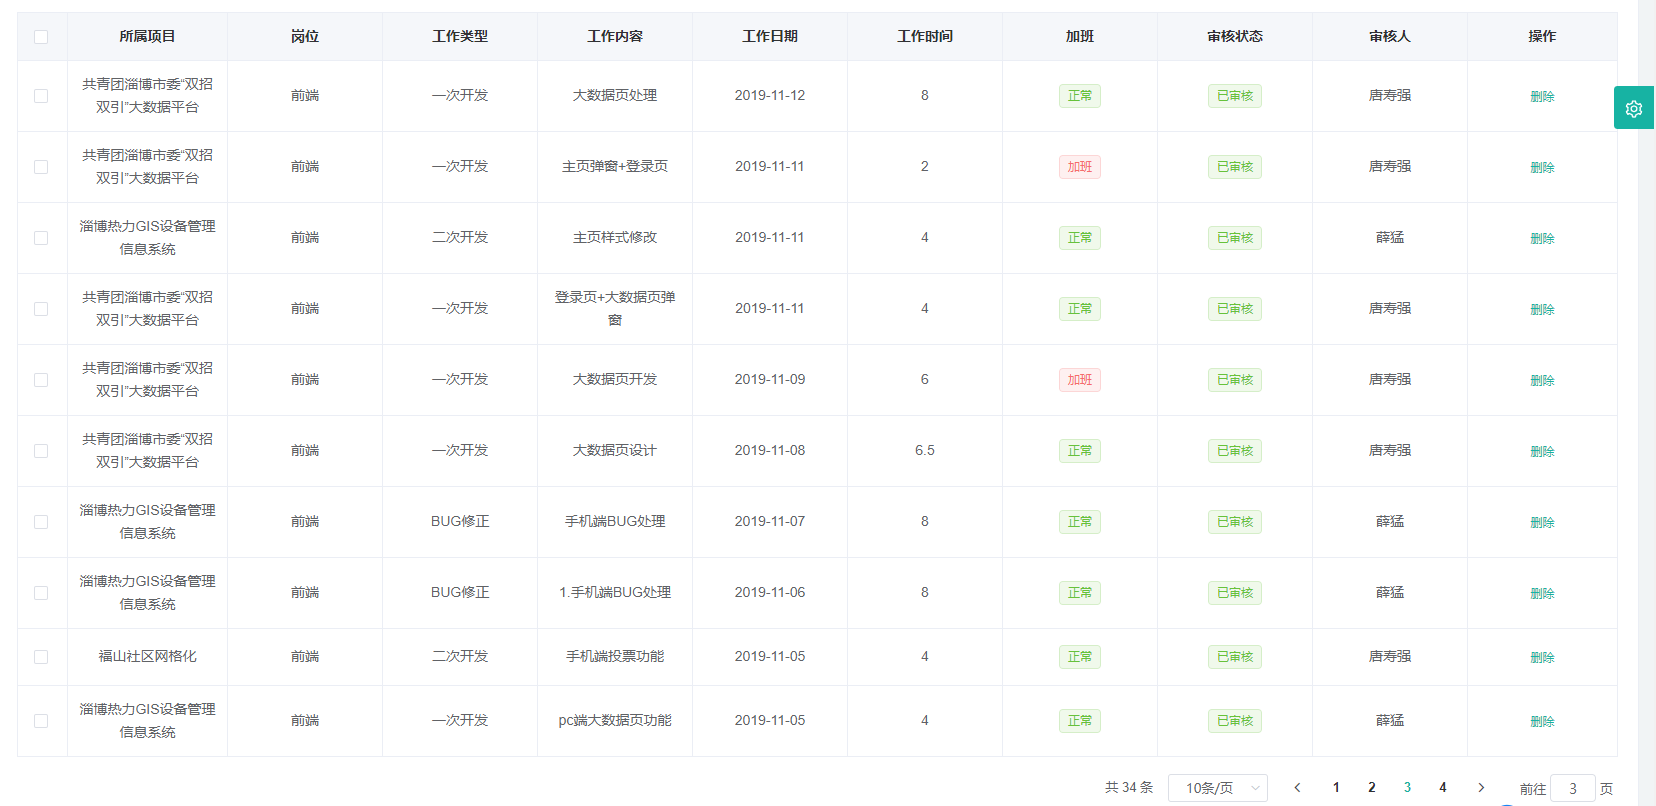 所属项目 岗位 工作类型 工作内容 工作日期 工作时间 加班 审核状态 审核人 操作
共青团淄博市委“双招
双引”大数据平台 前端 一次开发 大数据页处理 2019-11-12 8 正常 已审核 唐寿强 删除
共青团淄博市委“双招
双引”大数据平台 前端 一次开发 主页弹窗+登录页 2019-11-11 2 加班 已审核 唐寿强 删除
淄博热力GIS设备管理
信息系统 前端 二次开发 主页样式修改 2019-11-11 4 正常 已审核 薛猛 删除
共青团淄博市委“双招
双引”大数据平台 前端 一次开发 登录页+大数据页弹
窗 2019-11-11 4 正常 已审核 唐寿强 删除
共青团淄博市委“双招
双引”大数据平台 前端 一次开发 大数据页开发 2019-11-09 6 加班 已审核 唐寿强 删除
共青团淄博市委“双招
双引”大数据平台 前端 一次开发 大数据页设计 2019-11-08 6.5 正常 已审核 唐寿强 删除
淄博热力GIS设备管理
信息系统 前端 BUG修正 手机端BUG处理 2019-11-07 8 正常 已审核 薛猛 删除
淄博热力GIS设备管理
信息系统 前端 BUG修正 1.手机端BUG处理 2019-11-06 8 正常 已审核 薛猛 删除
福山社区网格化 前端 二次开发 手机端投票功能 2019-11-05 4 正常 已审核 唐寿强 删除
淄博热力GIS设备管理
信息系统 前端 一次开发 pc端大数据页功能 2019-11-05 4 正常 已审核 薛猛 删除
共 34 条 10条/页 1 2 3 4 前往 3 页